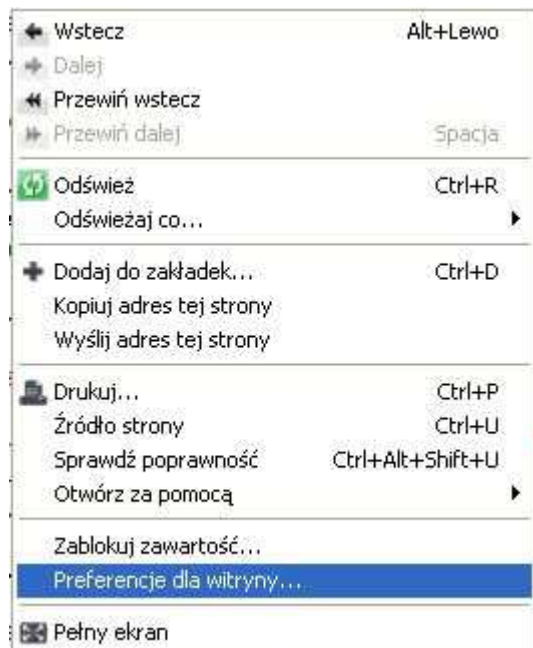 Wstecz Alt+Lewo
Dalej
Przewiń wstecz
Przewiń dalej Spacja
Odśwież Ctrl+R
Odświeżaj co...
Dodaj do zakładek... Ctrl+D
Kopiuj adres tej strony
Wyślij adres tej strony
Drukuj... Ctrl+P
Źródło strony Ctrl+U
Sprawdź poprawność Ctrl+Alt+Shift+U
Otwórz za pomocą
Zablokuj zawartość...
Preferencje dla witryny...
Pełny ekran